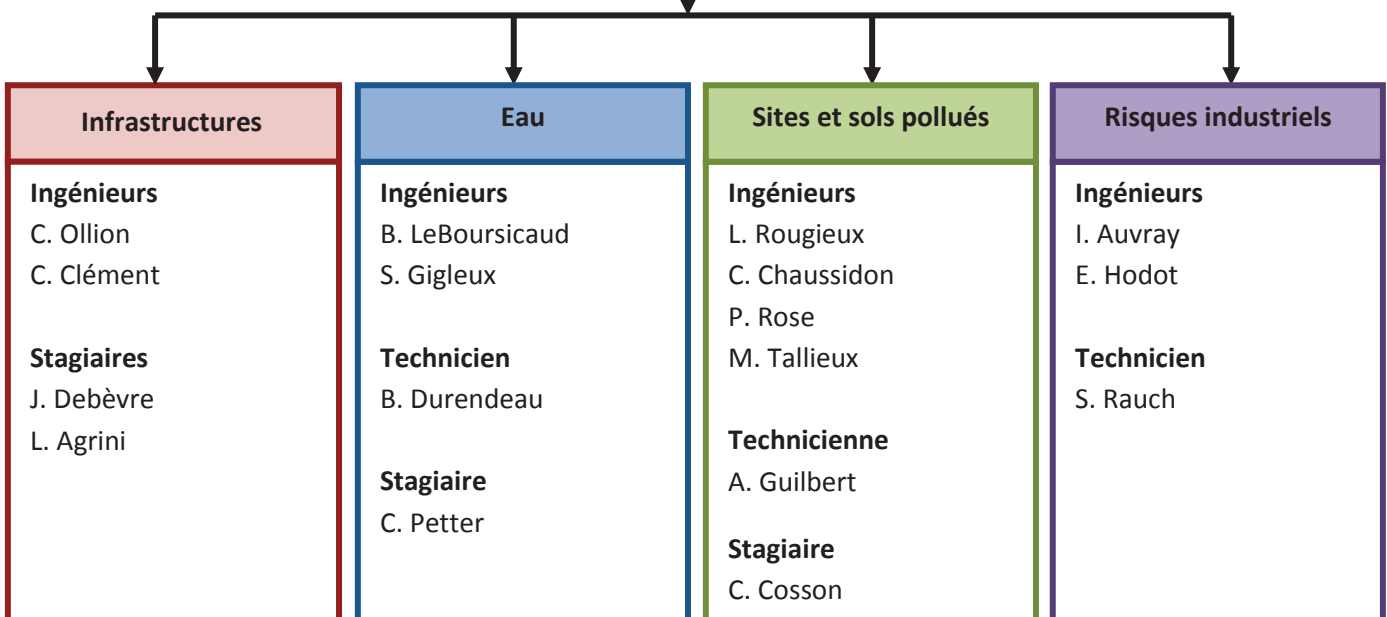 Infrastructures
Ingénieurs
C. Ollion
C. Clément
Stagiaires
J. Debèvre
L. Agrini
Eau
Ingénieurs
B. LeBoursicaud
S. Gigleux
Technicien
B. Durendeau
Stagiaire
C. Petter
Sites et sols pollués
Ingénieurs
L. Rougieux
C. Chaussidon
P. Rose
M. Tallieux
Technicienne
A. Guilbert
Stagiaire
C. Cosson
Risques industriels
Ingénieurs
I. Auvray
E. Hodot
Technicien
S. Rauch